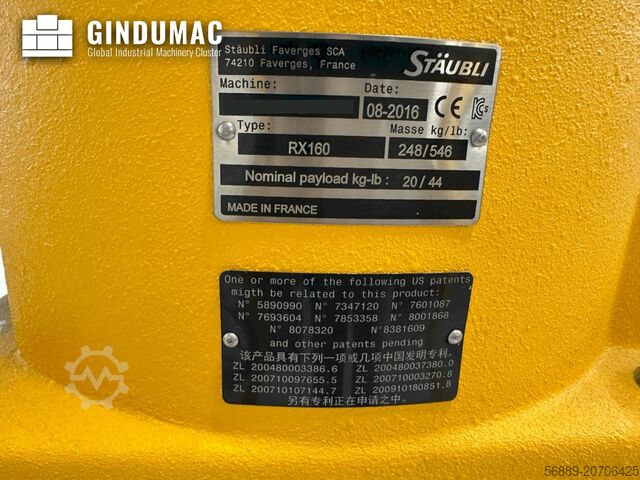 GINDUMAC
Global Industrial Machinery Cluster
Stäubli Faverges SCA
74210 Faverges, France
STÄUBLI
Machine:
Date:
08-2016
CE
Type:
Masse kg/lb:
RX160
248/546
Nominal payload kg-lb : 20/44
MADE IN FRANCE
One or more of the following US patents
migth be related to this product:
N° 5890990 N° 7347120 N° 7601087
N° 7693604 N° 7853358 N° 8001868
N° 8078320 N°8381609
and other patents pending
该产品具有下列一项或几项中国发明专利.
ZL 200480003386.6 ZL 200480037380.0
ZL 200710097655.5 ZL 200710003270.8
ZL 200710107144.7 ZL 200910180851.8
另有专利正在申请之中.
56889-20706425